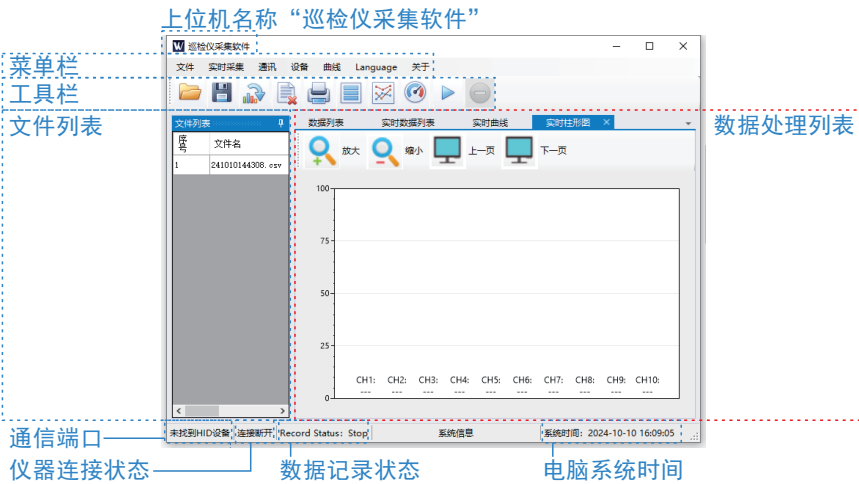 上位机名称“巡检仪采集软件”
W 巡检仪采集软件
菜单栏
文件 实时采集 通讯 设备 曲线 Language 关于
工具栏
文件列表
文件列表
数据列表 实时数据列表 实时曲线 实时柱形图
数据处理列表
序号 文件名
1 241010144308.csv
放大 缩小 上一页 下一页
100
75
50
25
0
CH1: CH2: CH3: CH4: CH5: CH6: CH7: CH8: CH9: CH10:
--- --- --- --- --- --- --- --- --- ---
未找到HID设备 连接断开 Record Status: Stop 系统信息 系统时间: 2024-10-10 16:09:05
通信端口
仪器连接状态
数据记录状态
电脑系统时间